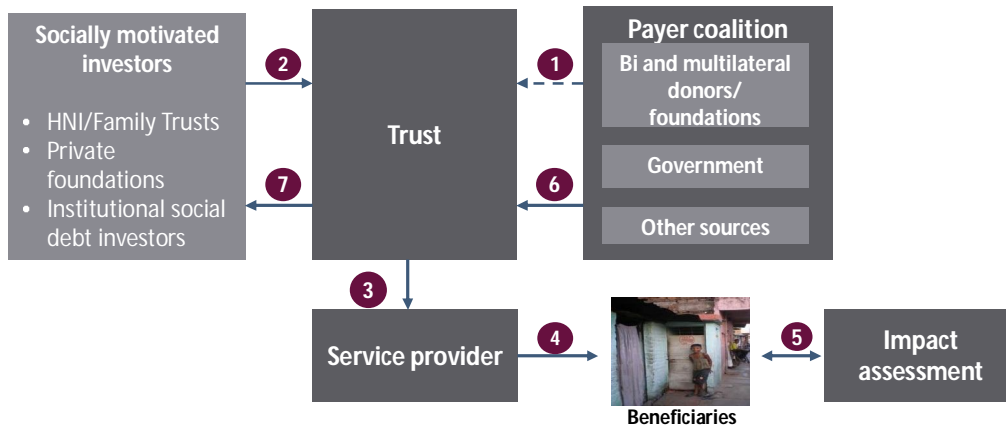 Socially motivated
investors
• HNI/Family Trusts
• Private
foundations
• Institutional social
debt investors
2
7
Trust
1
6
Payer coalition
Bi and multilateral
donors/
foundations
Government
Other sources
3
Service provider
4
Beneficiaries
5
Impact
assessment